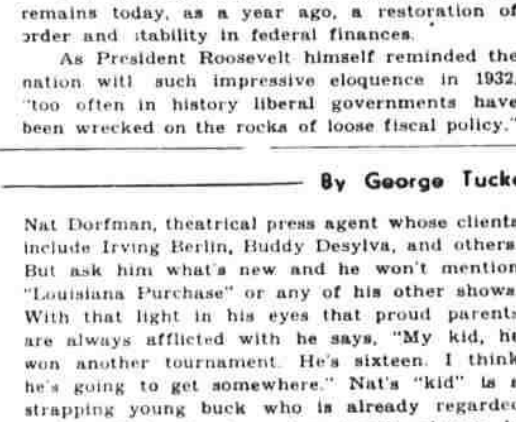 remains today, as a year ago, a restoration of
order and stability in federal finances.
As President Roosevelt himself reminded the
nation witl such impressive eloquence in 1932,
"too often in history liberal governments have
been wrecked on the rocks of loose fiscal policy."
By George Tucke
Nat Dorfman, theatrical press agent whose clients
include Irving Berlin, Buddy Desylva, and others.
But ask him what's new and he won't mention
"Louisiana Purchase" or any of his other shows.
With that light in his eyes that proud parents
are always afflicted with he says, "My kid, he
won another tournament. He's sixteen. I think
he's going to get somewhere." Nat's "kid" is a
strapping young buck who is already regarded